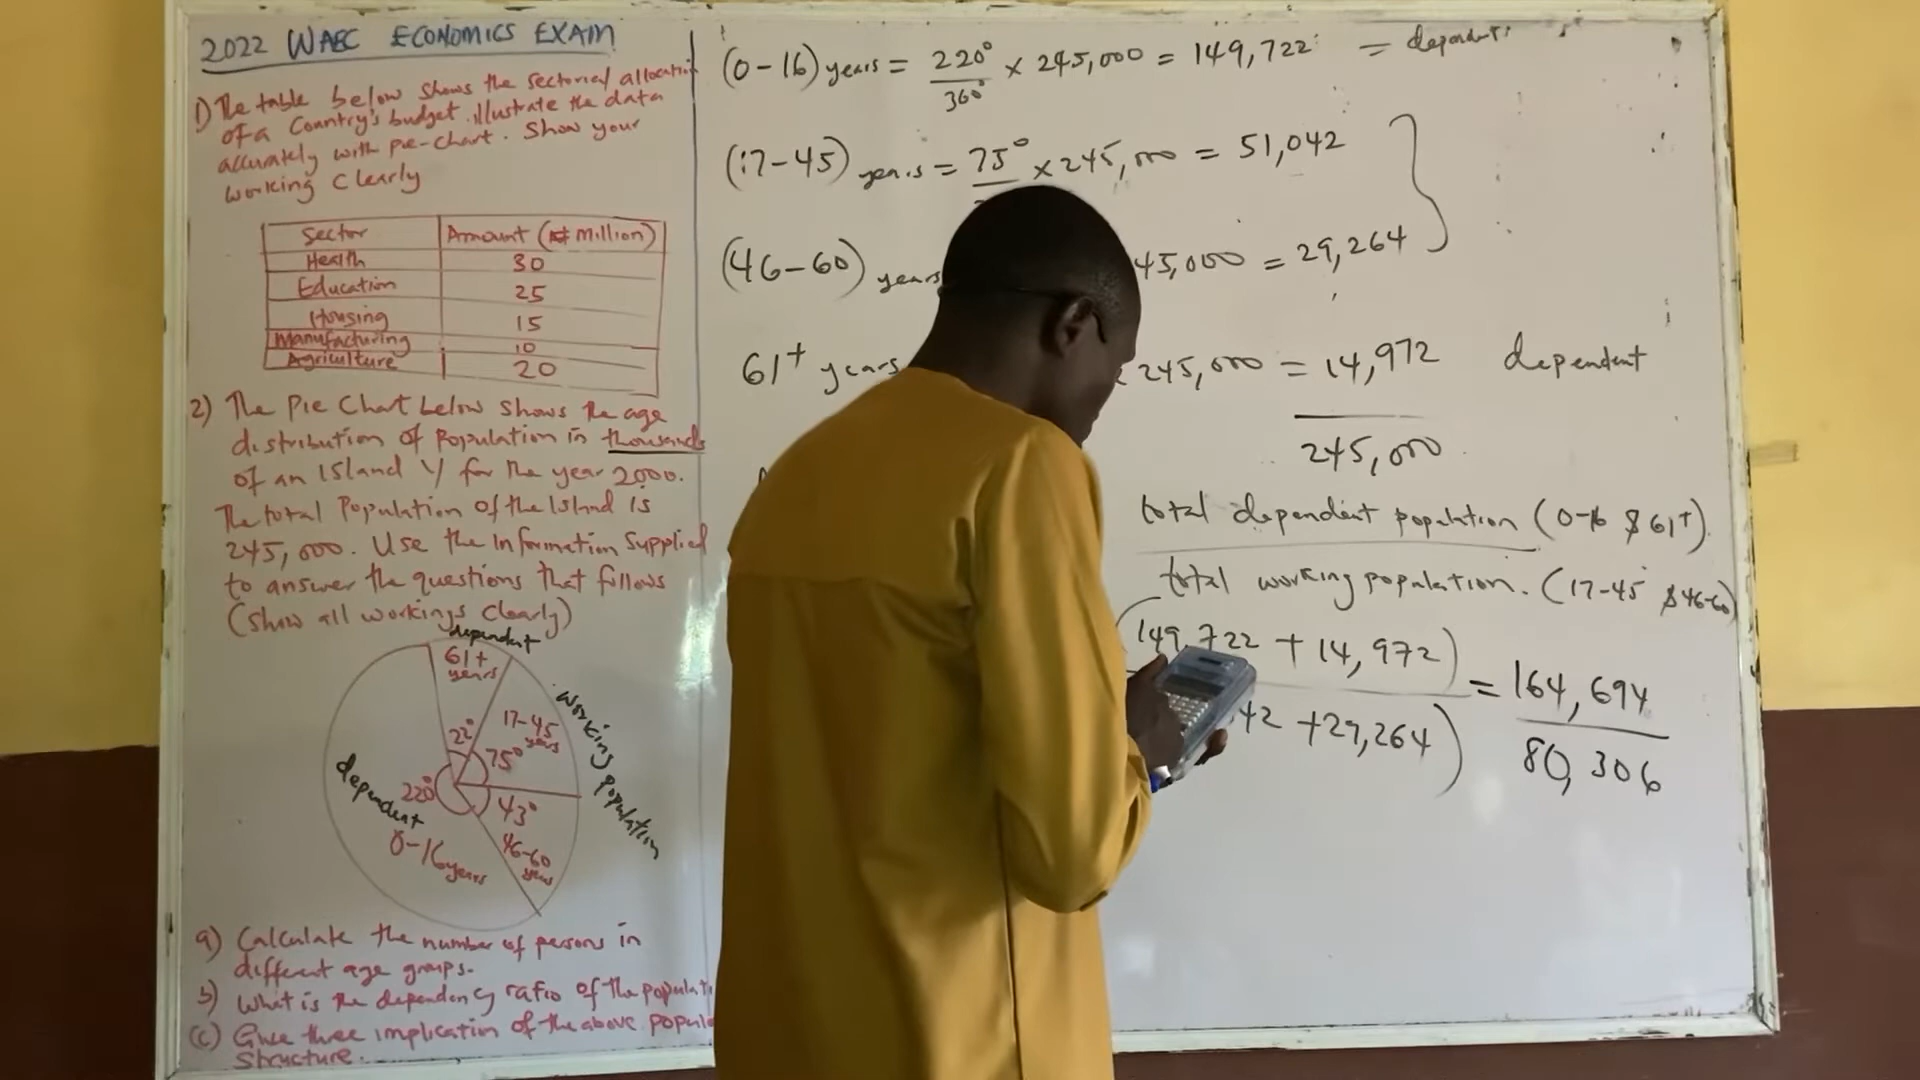 2022 WAEC ECONOMICS EXAM
1) The table below shows the sectorial allocation
of a Country's budget. illustrate the data
accurately with pie-chart. Show your
working Clearly
Sector Amount (₦ Million)
Health 30
Education 25
Housing 15
Manufacturing 10
Agriculture 20
2) The Pie Chart below shows the age
distribution of Population in thousands
of an Island Y for the year 2000.
The total Population of the Island is
245,000. Use the Information Supplied
to answer the questions that follows
(Show all workings Clearly)
dependent
61+
years
22°
17-45
years
75°
working population
220°
dependent
0-16 years
43°
46-60
years
a) Calculate the number of persons in
different age groups.
b) What is the dependency ratio of the
(c) Give three implication of the above
Structure.
(0-16) years = 220°/360° × 245,000 = 149,722 = dependent
(17-45) years = 75° × 245,000 = 51,042
(46-60) years 45,000 = 29,264
61+ years 245,000 = 14,972 dependent
245,000
total dependent population (0-16 & 61+).
total working population. (17-45 & 46-60)
149,722 + 14,972) = 164,694
42 + 29,264) 80,306